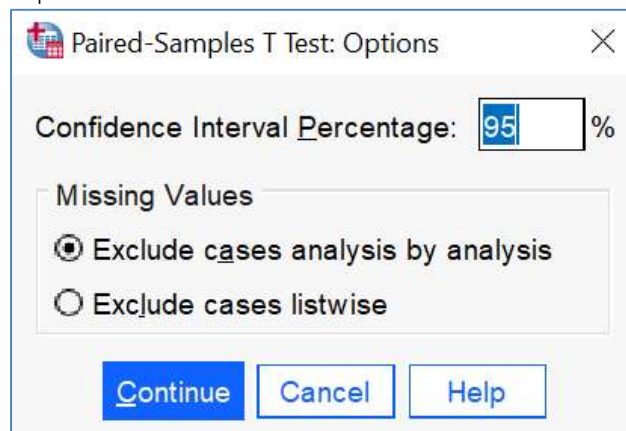 Paired-Samples T Test: Options
Confidence Interval Percentage: 95 %
Missing Values
Exclude cases analysis by analysis
Exclude cases listwise
Continue Cancel Help